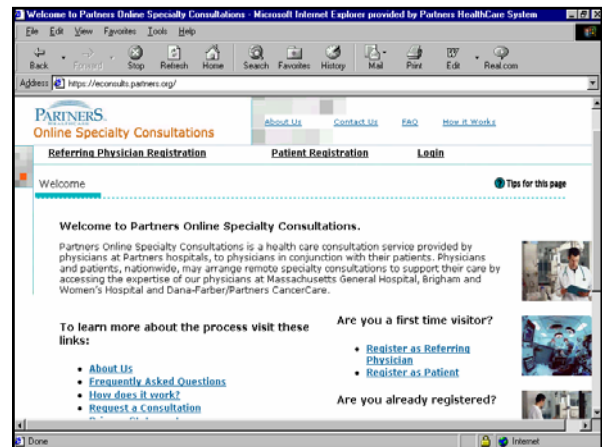 Welcome to Partners Online Specialty Consultations - Microsoft Internet Explorer provided by Partners HealthCare System
File Edit View Favorites Tools Help
Back Forward Stop Refresh Home Search Favorites History Mail Print Edit Real.com
Address https://econsults.partners.org/
PARTNERS.
HEALTHCARE
Online Specialty Consultations
About Us Contact Us FAQ How it Works
Referring Physician Registration Patient Registration Login
Welcome
Tips for this page
Welcome to Partners Online Specialty Consultations.
Partners Online Specialty Consultations is a health care consultation service provided by
physicians at Partners hospitals, to physicians in conjunction with their patients. Physicians
and patients, nationwide, may arrange remote specialty consultations to support their care by
accessing the expertise of our physicians at Massachusetts General Hospital, Brigham and
Women's Hospital and Dana-Farber/Partners CancerCare.
To learn more about the process visit these
links:
• About Us
• Frequently Asked Questions
• How does it work?
• Request a Consultation
Are you a first time visitor?
• Register as Referring
Physician
• Register as Patient
Are you already registered?
Done
Internet